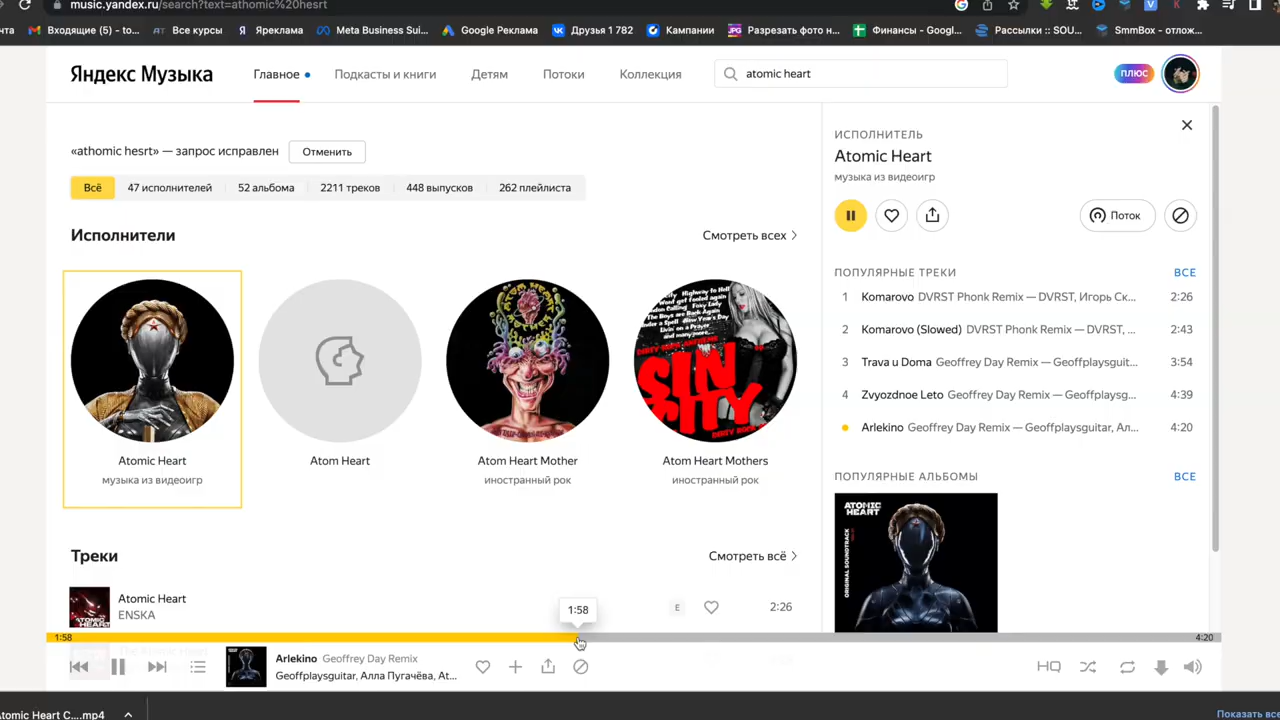 music.yandex.ru/search?text=athomic%20hesrt
чта
Входящие (5) - to...
Все курсы
Яреклама
Meta Business Sui...
Google Реклама
Друзья 1 782
Кампании
JPG Разрезать фото н...
Финансы - Googl...
Рассылки :: SOU...
SmmBox — отлож...
Яндекс Музыка
Главное
Подкасты и книги
Детям
Потоки
Коллекция
atomic heart
ПЛЮС
«athomic hesrt» — запрос исправлен
Отменить
Всё
47 исполнителей
52 альбома
2211 треков
448 выпусков
262 плейлиста
Исполнители
Смотреть всех
Atomic Heart
музыка из видеоигр
Atom Heart
Atom Heart Mother
иностранный рок
Atom Heart Mothers
иностранный рок
SIN CITY
Треки
Смотреть всё
Atomic Heart
ENSKA
E
2:26
ИСПОЛНИТЕЛЬ
Atomic Heart
музыка из видеоигр
Поток
ПОПУЛЯРНЫЕ ТРЕКИ
ВСЕ
1 Komarovo DVRST Phonk Remix — DVRST, Игорь Ск... 2:26
2 Komarovo (Slowed) DVRST Phonk Remix — DVRST, ... 2:43
3 Trava u Doma Geoffrey Day Remix — Geoffplaysguit... 3:54
4 Zvyozdnoe Leto Geoffrey Day Remix — Geoffplaysg... 4:39
Arlekino Geoffrey Day Remix — Geoffplaysguitar, Ал... 4:20
ПОПУЛЯРНЫЕ АЛЬБОМЫ
ВСЕ
ATOMIC HEART
ORIGINAL SOUNDTRACK
1:58
1:58
4:20
Arlekino Geoffrey Day Remix
Geoffplaysguitar, Алла Пугачёва, At...
HQ
Atomic Heart C....mp4
Показать все